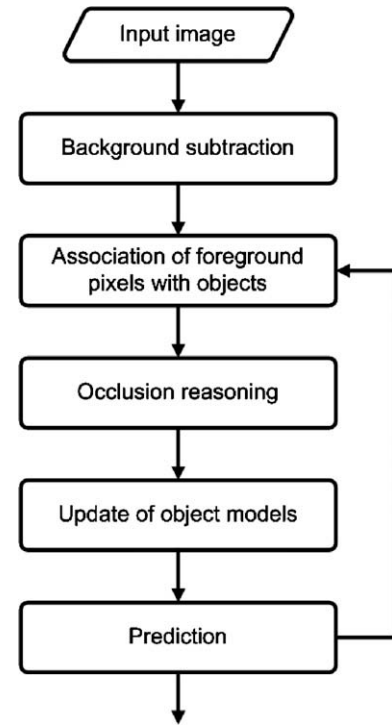 Input image
Background subtraction
Association of foreground
pixels with objects
Occlusion reasoning
Update of object models
Prediction